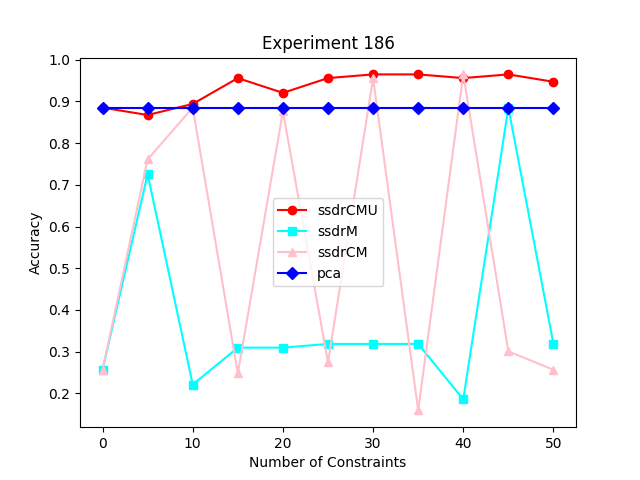 Experiment 186
1.0
0.9
0.8
0.7
0.6
0.5
0.4
0.3
0.2
Accuracy
ssdrCMU
ssdrM
ssdrCM
pca
0 10 20 30 40 50
Number of Constraints